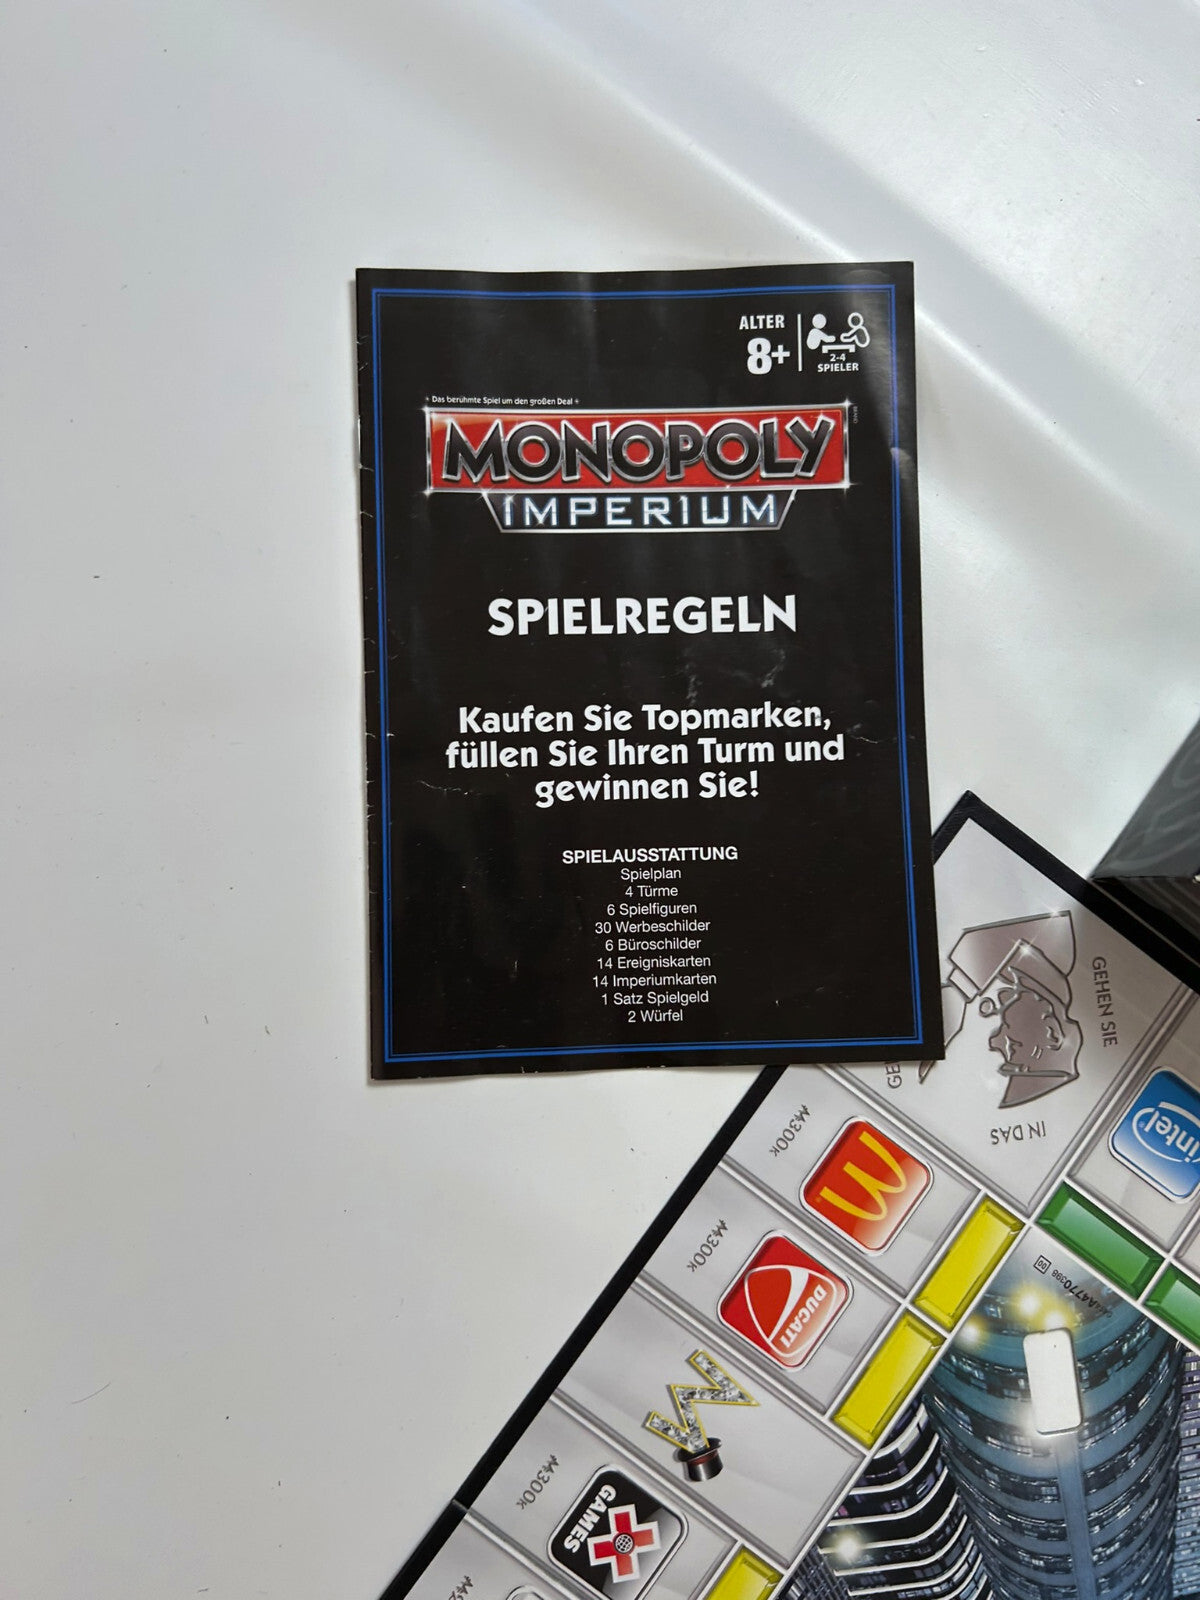 ALTER
8+
2-4
SPIELER
Das berühmte Spiel um den großen Deal
BRAND
MONOPOLY
IMPERIUM
SPIELREGELN
Kaufen Sie Topmarken,
füllen Sie Ihren Turm und
gewinnen Sie!
SPIELAUSSTATTUNG
Spielplan
4 Türme
6 Spielfiguren
30 Werbeschilder
6 Büroschilder
14 Ereigniskarten
14 Imperiumkarten
1 Satz Spielgeld
2 Würfel
GEHEN SIE
IN DAS
intel
M300K
M300K
DUCATI
M300K
GAMES